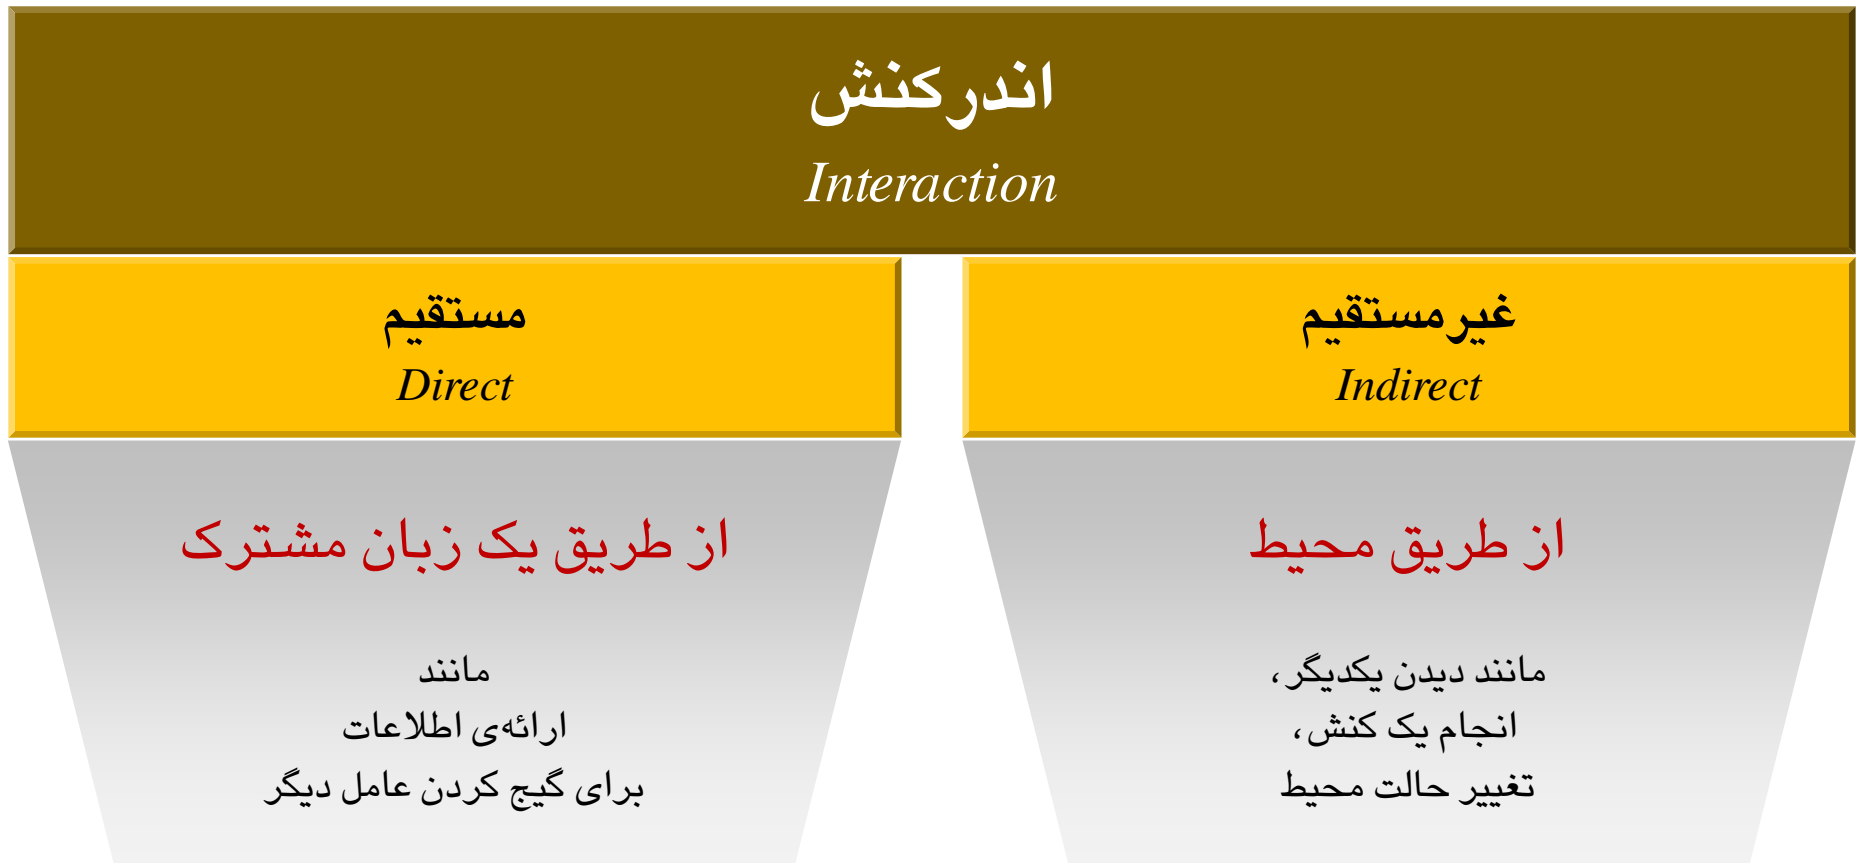 اندرکنش
Interaction
غیرمستقیم
Indirect
از طریق محیط
مانند دیدن یکدیگر،
انجام یک کنش،
تغییر حالت محیط
مستقیم
Direct
از طریق یک زبان مشترک
مانند
ارائه‌ی اطلاعات
برای گیج کردن عامل دیگر